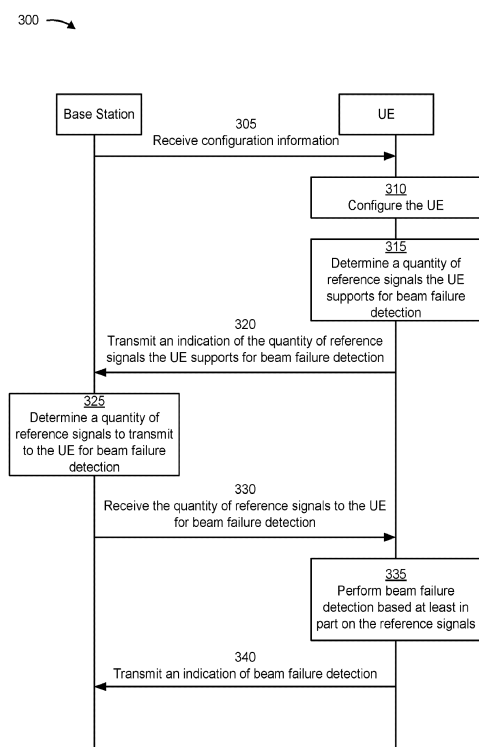 300
Base Station
UE
305
Receive configuration information
310
Configure the UE
315
Determine a quantity of
reference signals the UE
supports for beam failure
detection
320
Transmit an indication of the quantity of reference
signals the UE supports for beam failure detection
325
Determine a quantity of
reference signals to transmit
to the UE for beam failure
detection
330
Receive the quantity of reference signals to the UE
for beam failure detection
335
Perform beam failure
detection based at least in
part on the reference signals
340
Transmit an indication of beam failure detection